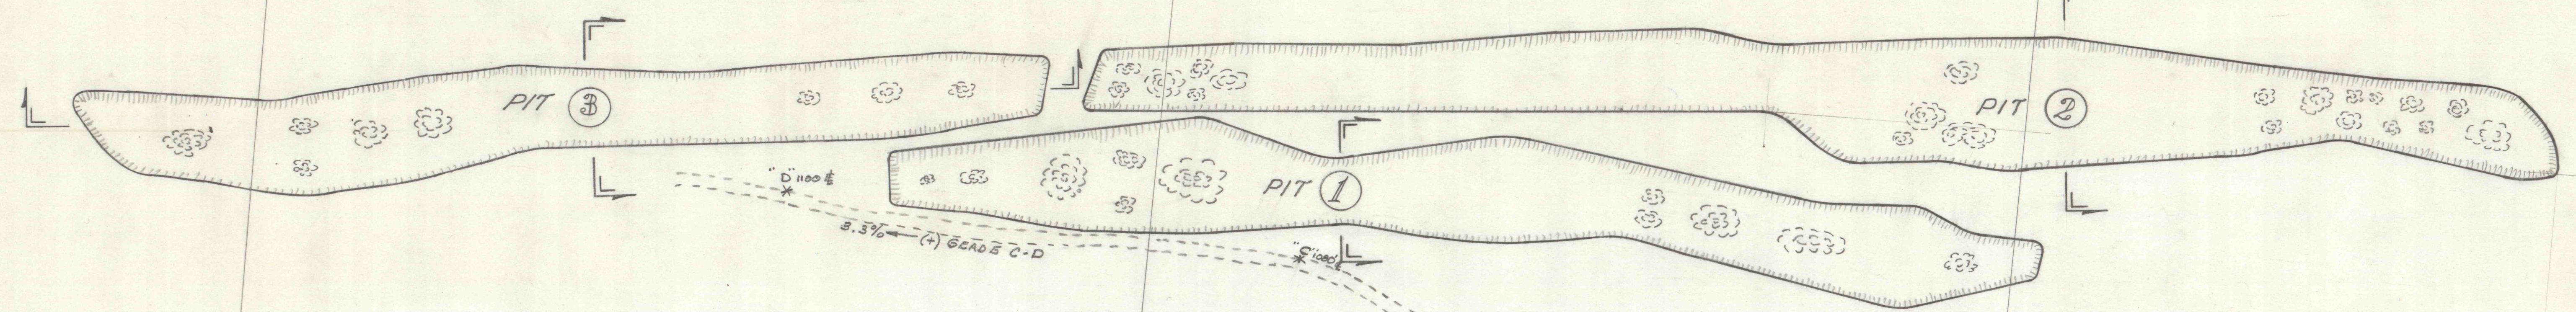 PIT 3
PIT 2
PIT 1
"D" 1100 ℄
3.3% ← (+) GRADE C-D
"C" 1080 ℄